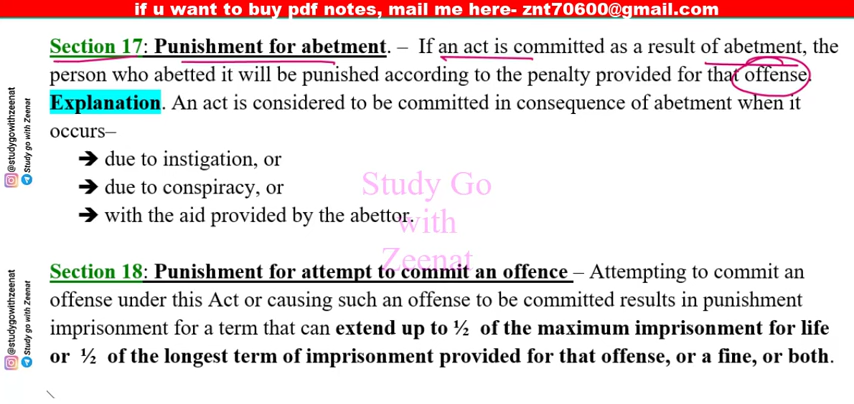 if u want to buy pdf notes, mail me here- znt70600@gmail.com
Section 17: Punishment for abetment. – If an act is committed as a result of abetment, the
person who abetted it will be punished according to the penalty provided for that offense.
Explanation. An act is considered to be committed in consequence of abetment when it
occurs–
➔ due to instigation, or
➔ due to conspiracy, or
➔ with the aid provided by the abettor.
Study Go
with
Zeenat
Section 18: Punishment for attempt to commit an offence – Attempting to commit an
offense under this Act or causing such an offense to be committed results in punishment
imprisonment for a term that can extend up to ½ of the maximum imprisonment for life
or ½ of the longest term of imprisonment provided for that offense, or a fine, or both.
@studygowithzeenat
Study go with Zeenat
@studygowithzeenat
Study go with Zeenat